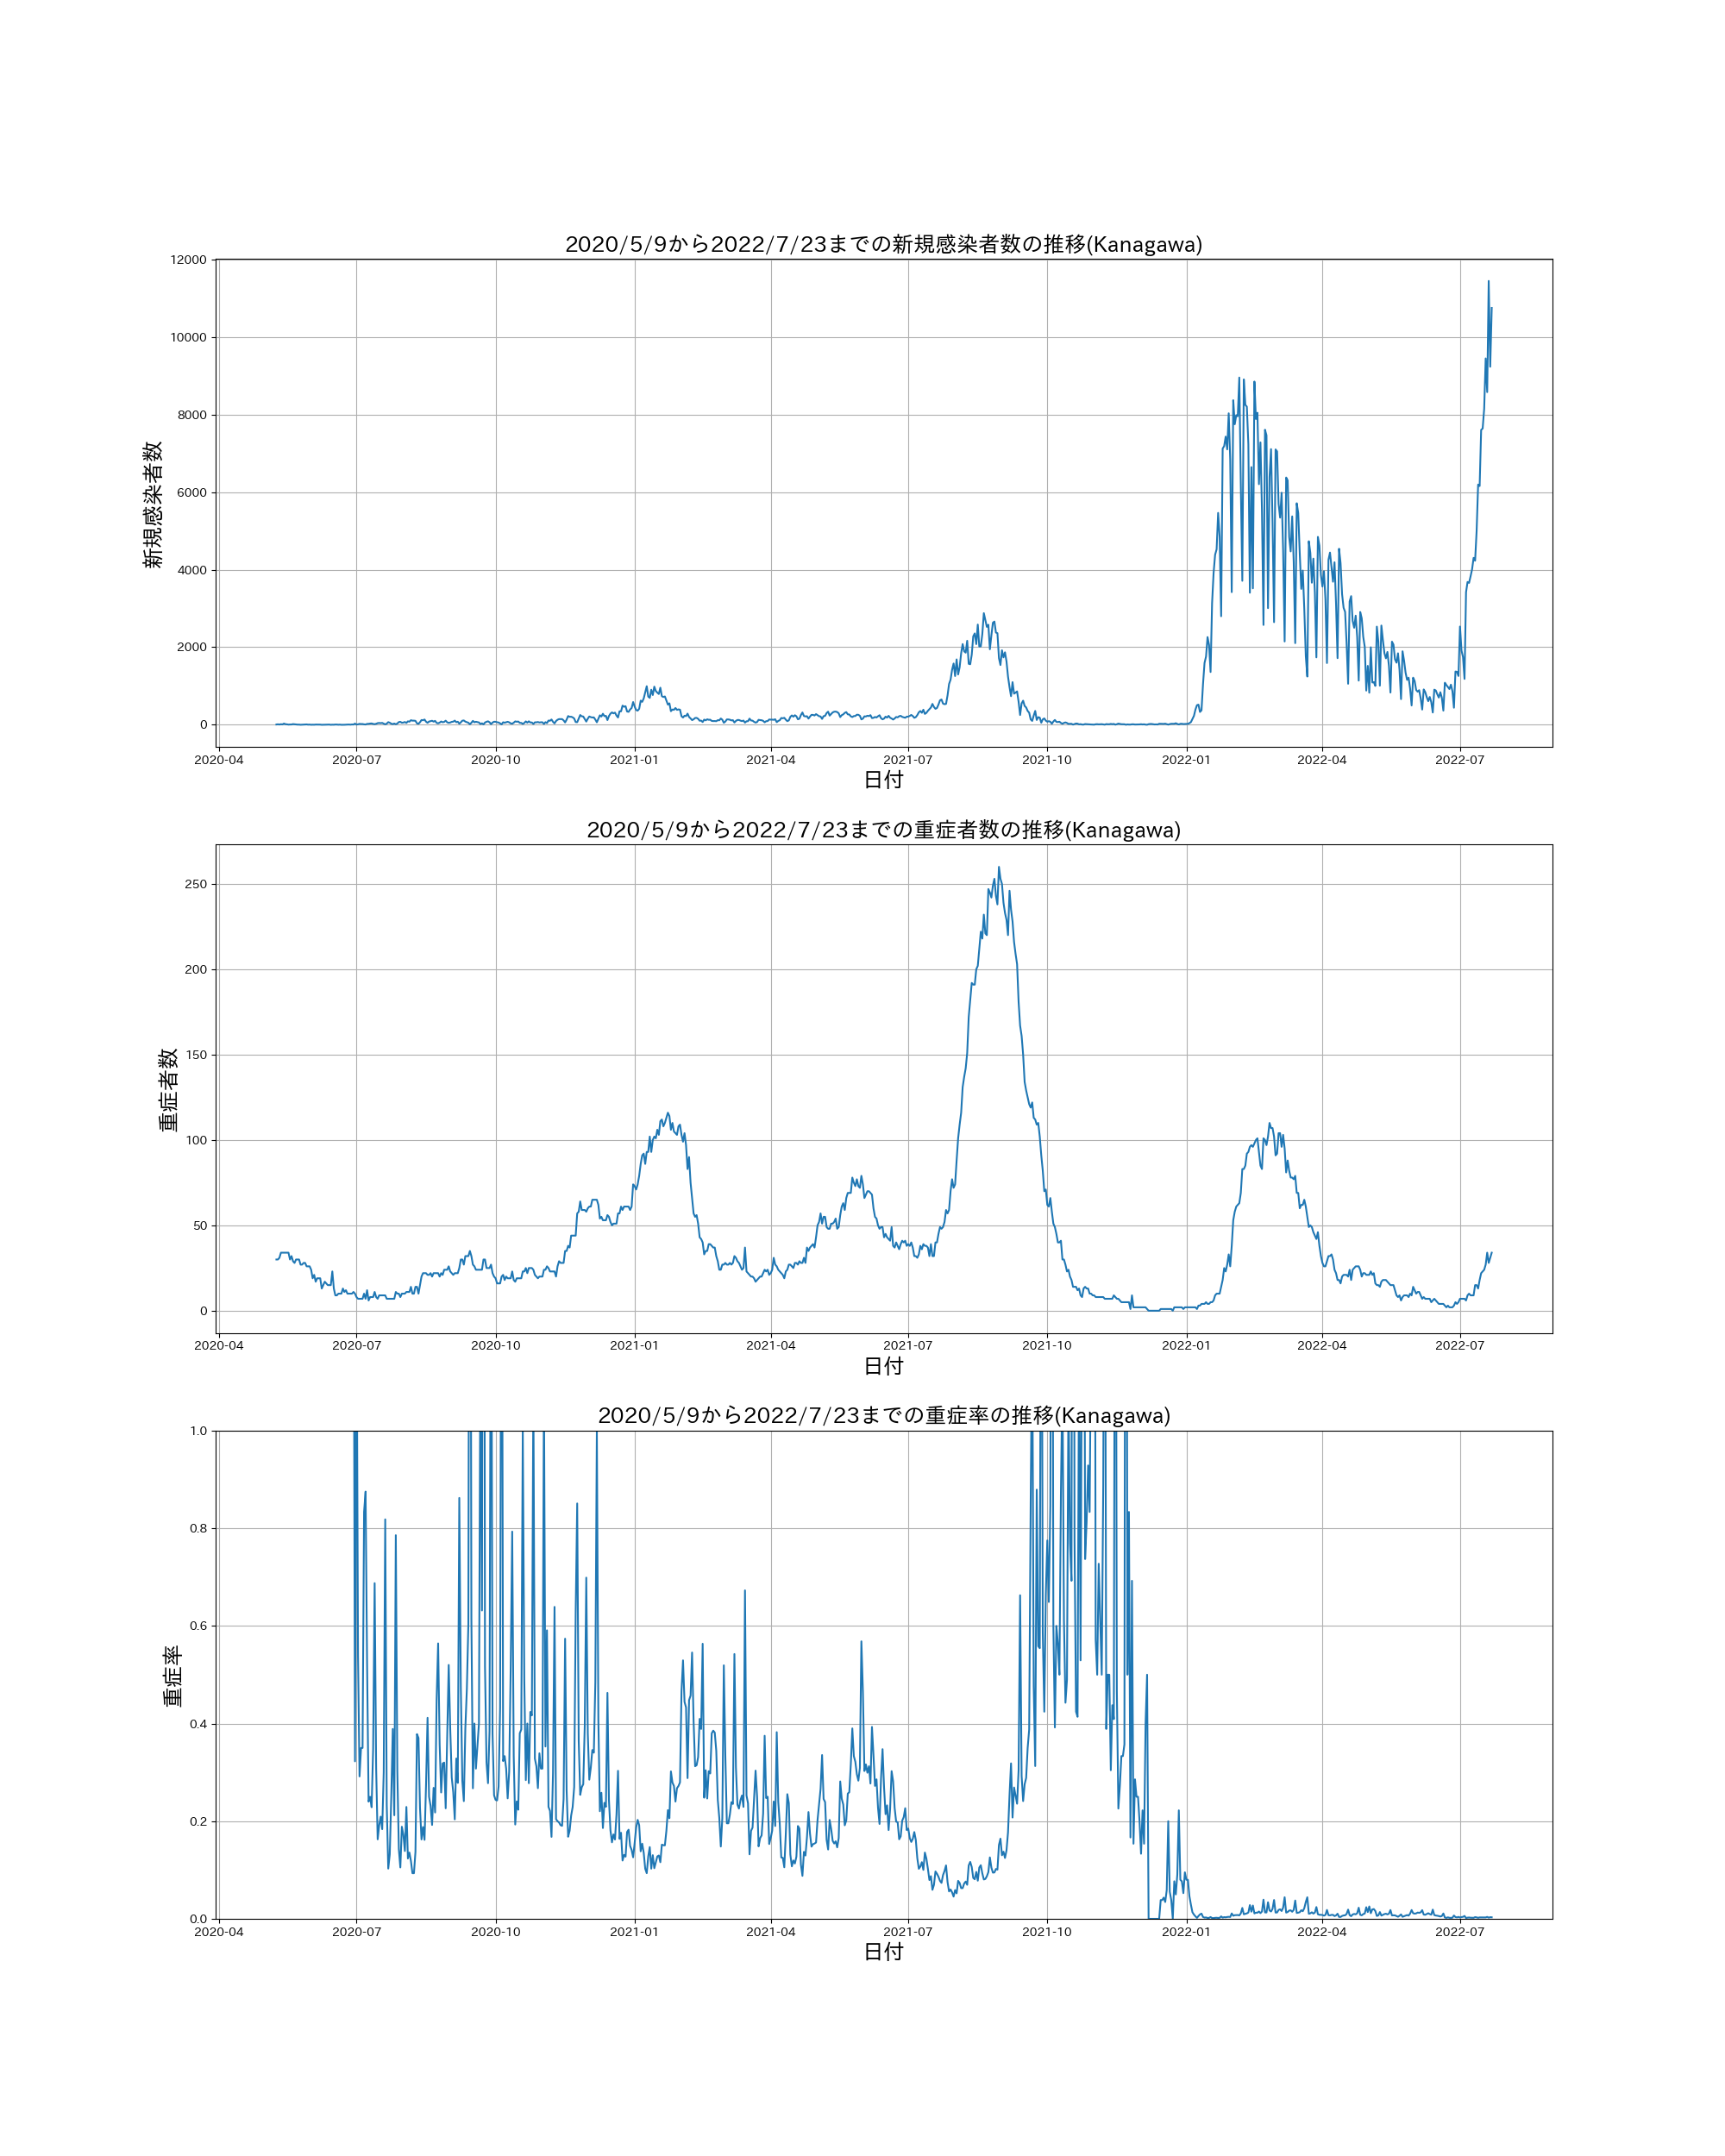 2020/5/9から2022/7/23までの新規感染者数の推移(Kanagawa)
12000
10000
8000
6000
4000
2000
0
新規感染者数
2020-04 2020-07 2020-10 2021-01 2021-04 2021-07 2021-10 2022-01 2022-04 2022-07
日付
2020/5/9から2022/7/23までの重症者数の推移(Kanagawa)
250
200
150
100
50
0
重症者数
2020-04 2020-07 2020-10 2021-01 2021-04 2021-07 2021-10 2022-01 2022-04 2022-07
日付
2020/5/9から2022/7/23までの重症率の推移(Kanagawa)
1.0
0.8
0.6
0.4
0.2
0.0
重症率
2020-04 2020-07 2020-10 2021-01 2021-04 2021-07 2021-10 2022-01 2022-04 2022-07
日付